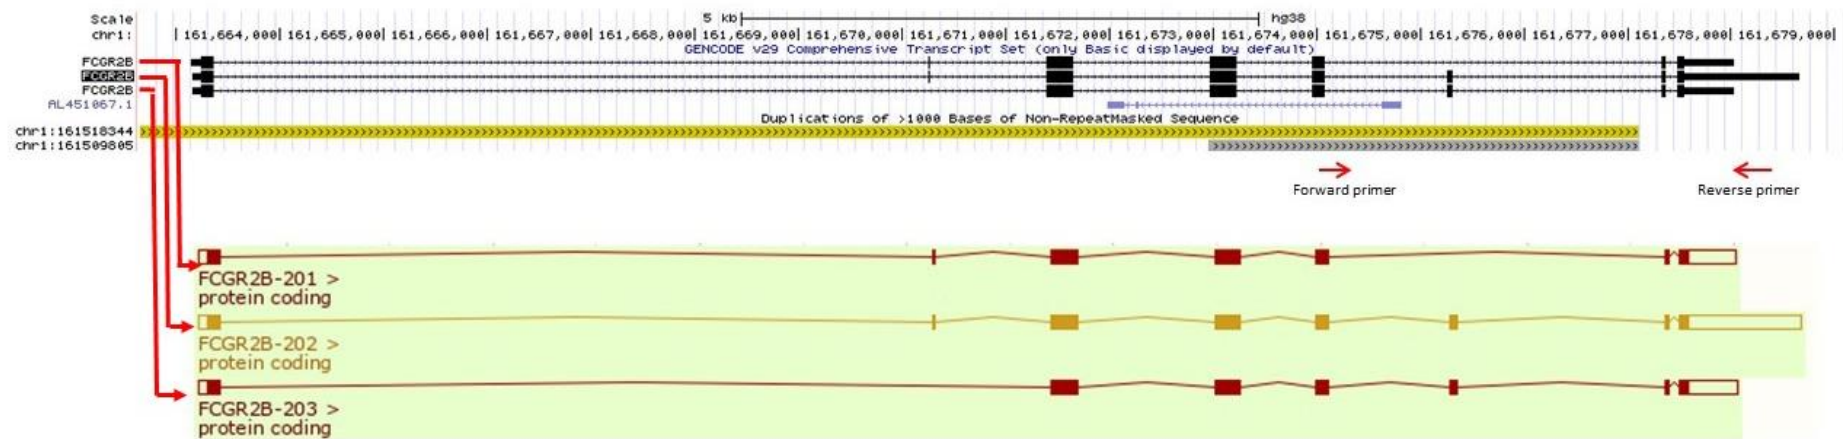 Scale 5 kb hg38
chr1: 161,664,000 161,665,000 161,666,000 161,667,000 161,668,000 161,669,000 161,670,000 161,671,000 161,672,000 161,673,000 161,674,000 161,675,000 161,676,000 161,677,000 161,678,000 161,679,000
GENCODE v29 Comprehensive Transcript Set (only Basic displayed by default)
FCGR2B
FCGR2B
FCGR2B
AL451067.1
Duplications of >1000 Bases of Non-RepeatMasked Sequence
chr1:161518344
chr1:161509805
Forward primer Reverse primer
FCGR2B-201 >
protein coding
FCGR2B-202 >
protein coding
FCGR2B-203 >
protein coding